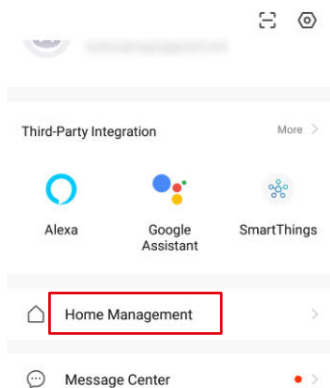 Third-Party Integration More
Alexa Google Assistant SmartThings
Home Management
Message Center